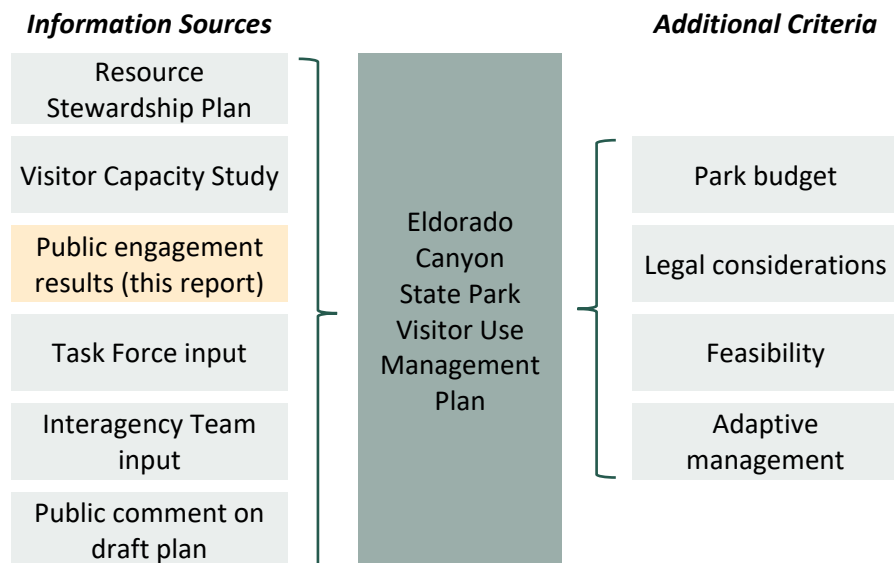 Information Sources
Resource
Stewardship Plan
Visitor Capacity Study
Public engagement
results (this report)
Task Force input
Interagency Team
input
Public comment on
draft plan
Eldorado
Canyon
State Park
Visitor Use
Management
Plan
Additional Criteria
Park budget
Legal considerations
Feasibility
Adaptive
management